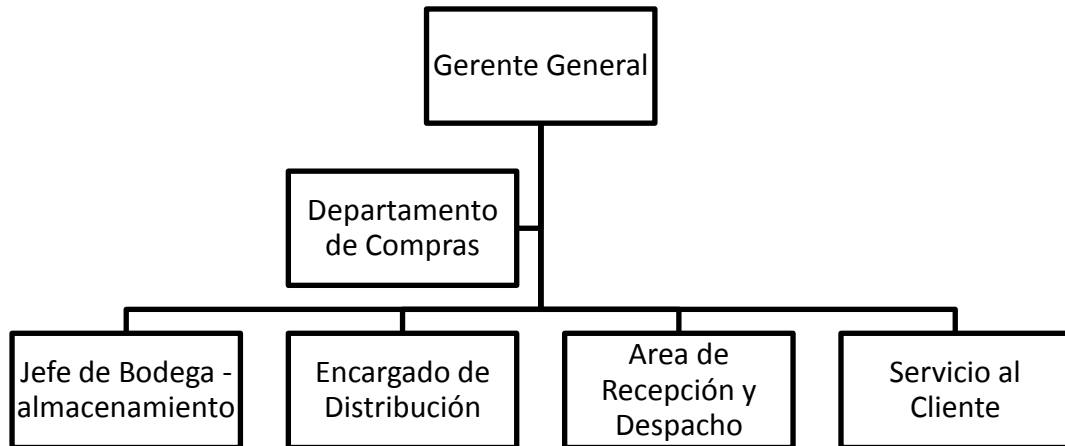 Gerente General
Departamento
de Compras
Jefe de Bodega -
almacenamiento
Encargado de
Distribución
Area de
Recepción y
Despacho
Servicio al
Cliente